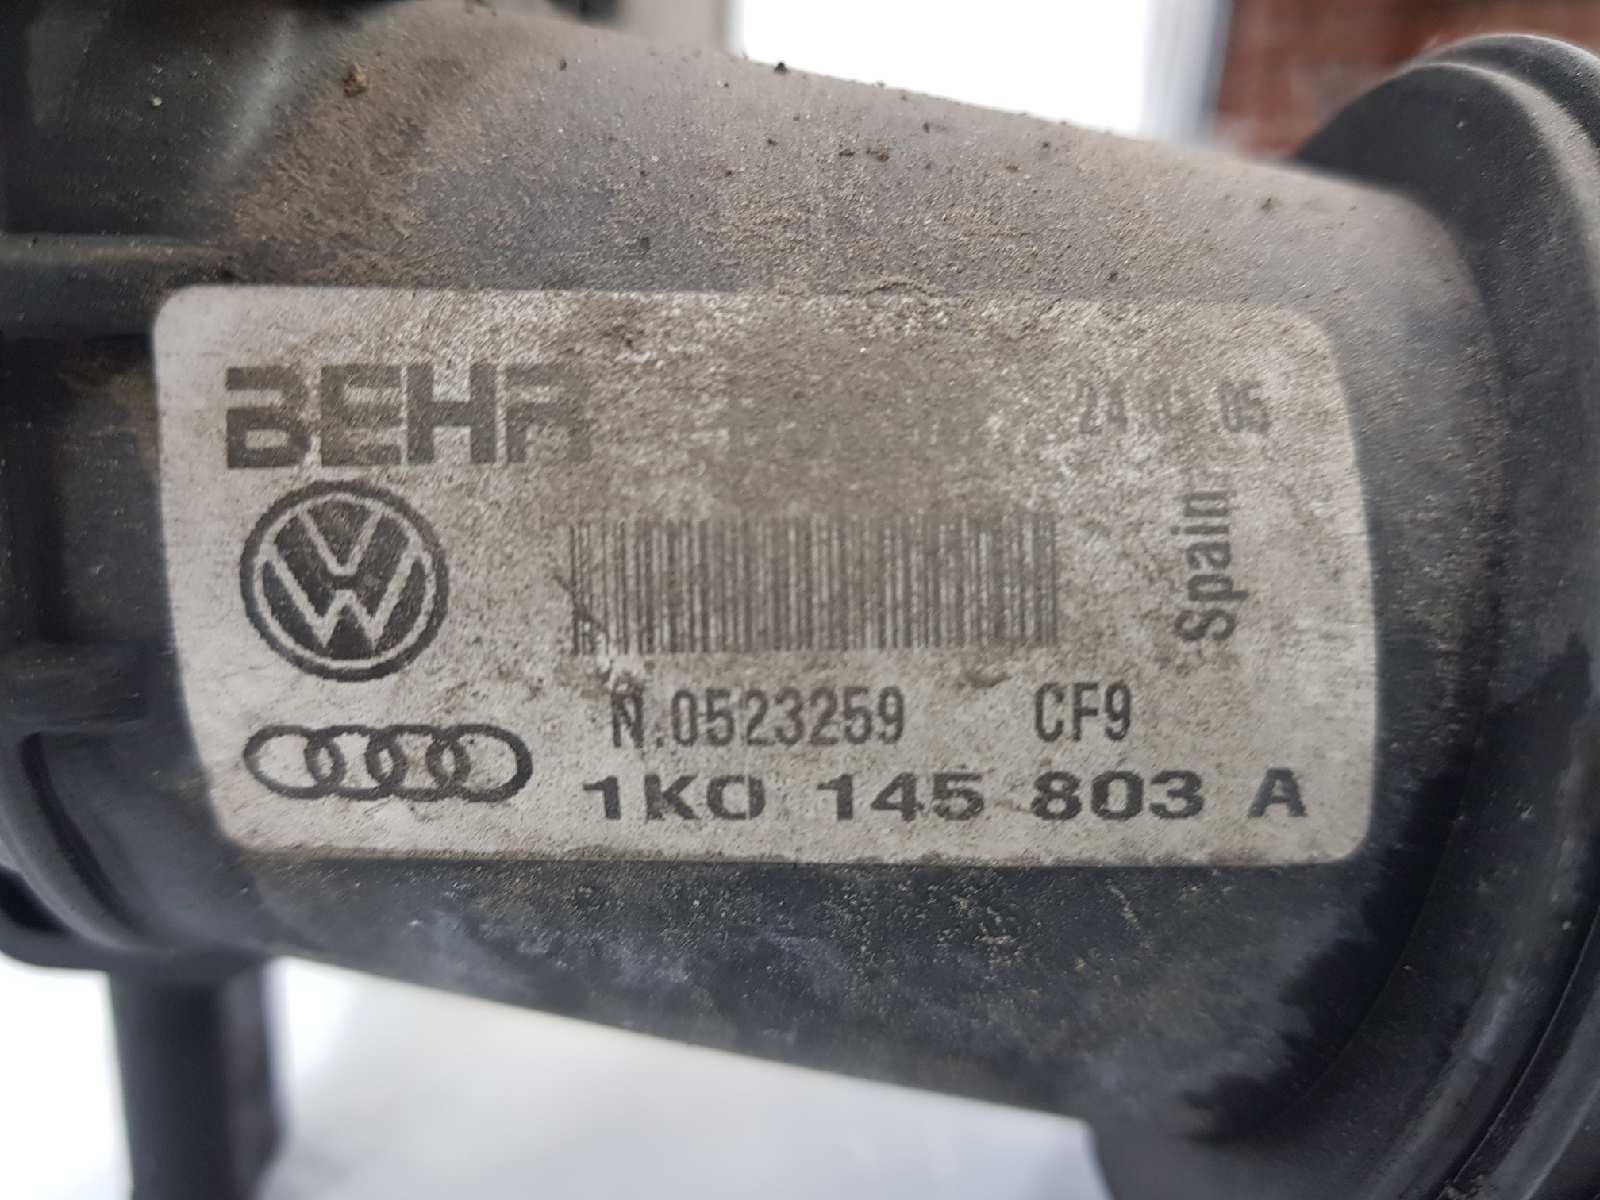 BEHR
Spain
N.0523259 CF9
1K0 145 803 A